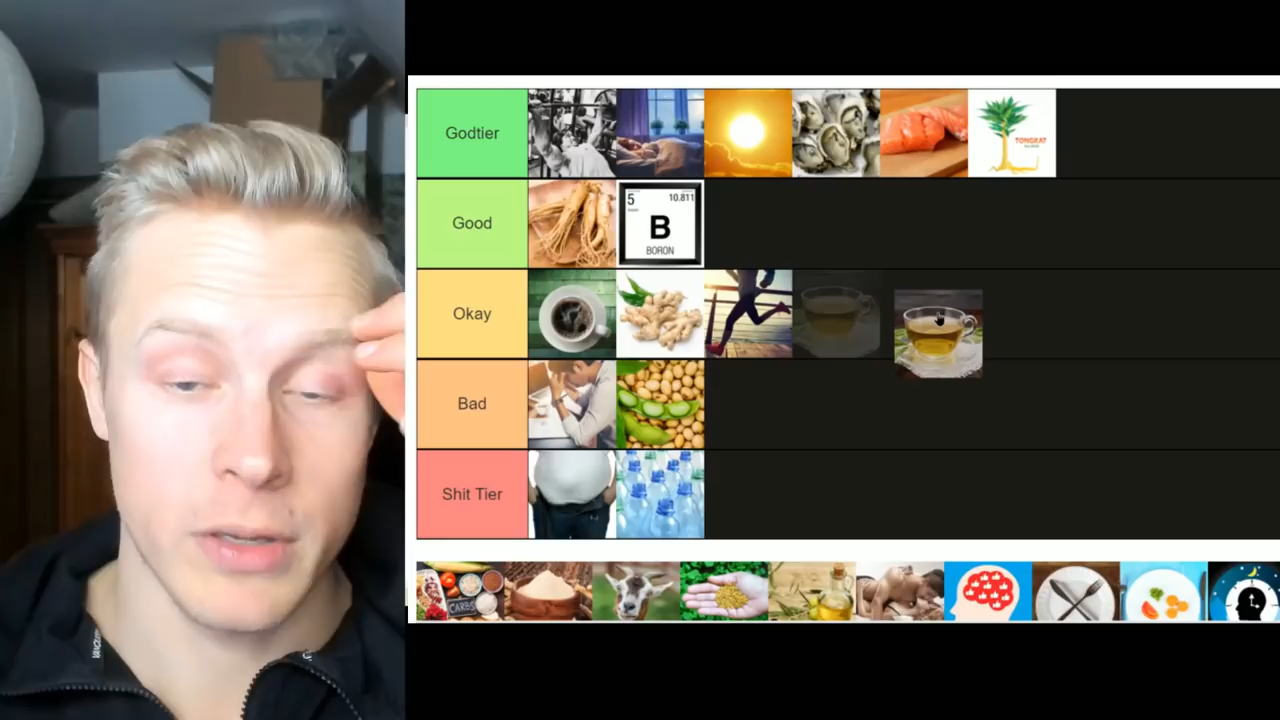 Godtier
TONGKAT
Good
5
10.811
B
BORON
Okay
Bad
Shit Tier
CARBS